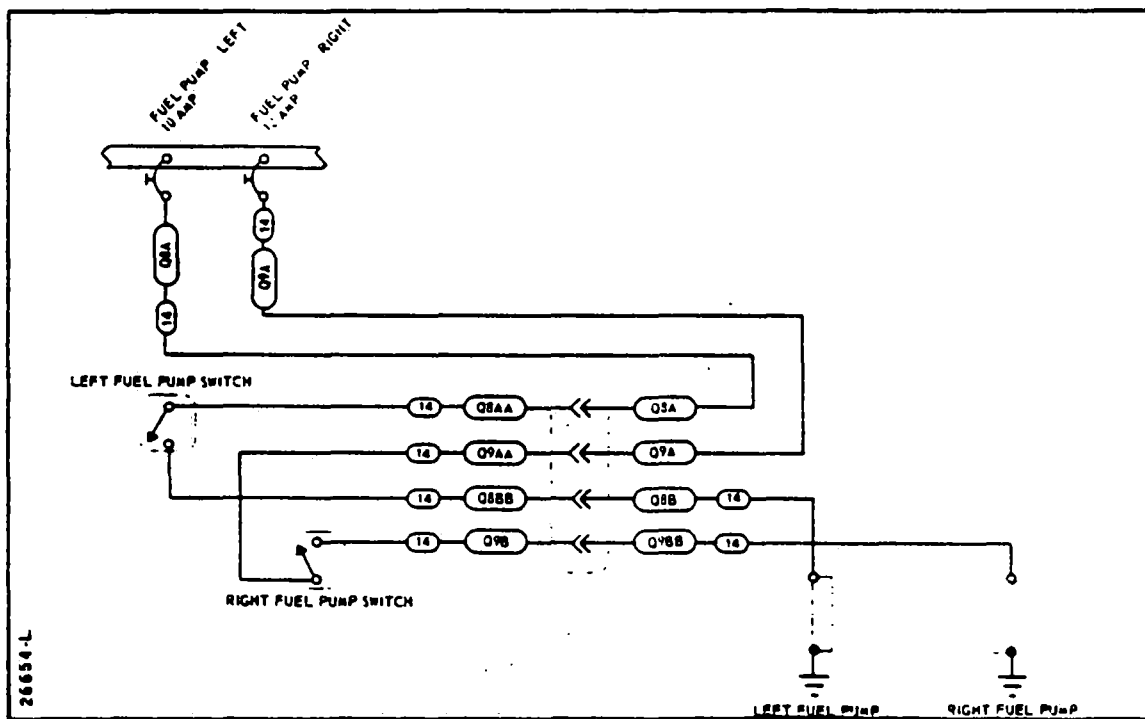 FUEL PUMP LEFT
10 AMP
FUEL PUMP RIGHT
AMP
Q8A
14
14
Q9A
LEFT FUEL PUMP SWITCH
14 Q8AA Q8A
14 Q9AA Q9A
14 Q8BB Q8B 14
14 Q9B Q9BB 14
RIGHT FUEL PUMP SWITCH
LEFT FUEL PUMP
RIGHT FUEL PUMP
26654-L